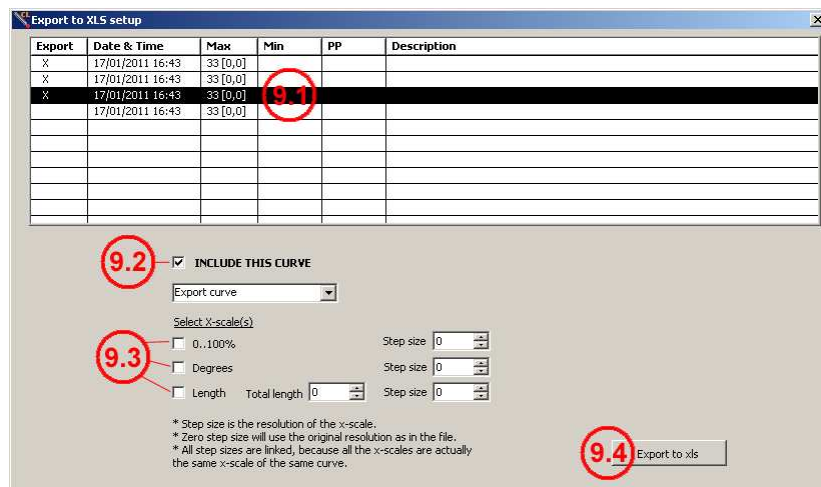 Export to XLS setup
Export Date & Time Max Min PP Description
X 17/01/2011 16:43 33 [0,0]
X 17/01/2011 16:43 33 [0,0]
X 17/01/2011 16:43 33 [0,0] 9.1
17/01/2011 16:43 33 [0,0]
9.2 INCLUDE THIS CURVE
Export curve
Select X-scale(s)
0..100% Step size 0
9.3 Degrees Step size 0
Length Total length 0 Step size 0
* Step size is the resolution of the x-scale.
* Zero step size will use the original resolution as in the file.
* All step sizes are linked, because all the x-scales are actually
the same x-scale of the same curve.
9.4 Export to xls